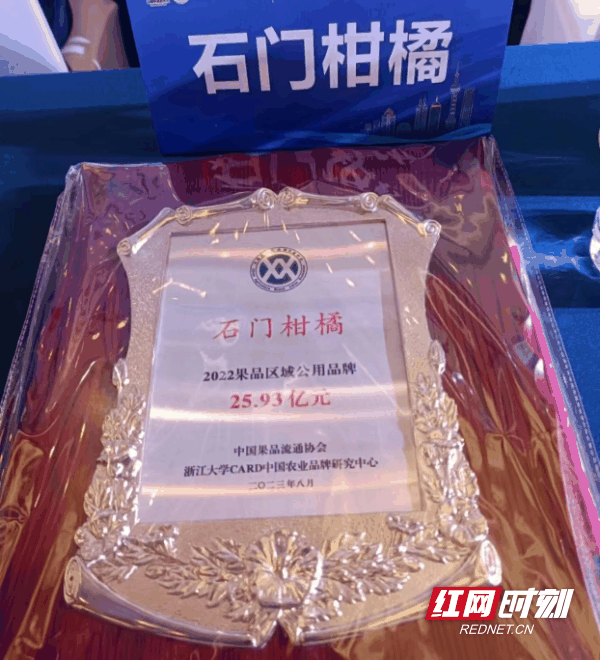 石门柑橘
石门柑橘
2022果品区域公用品牌
25.93亿元
中国果品流通协会
浙江大学CARD中国农业品牌研究中心
二〇二三年八月
红网时刻
REDNET.CN